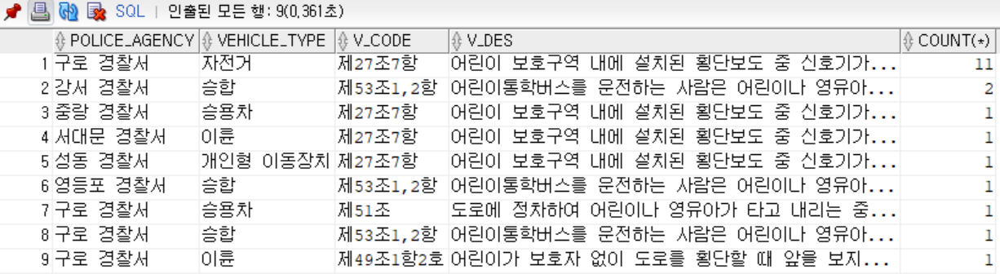 SQL | 인출된 모든 행: 9(0,361초)
POLICE_AGENCY VEHICLE_TYPE V_CODE V_DES COUNT(*)
1 구로 경찰서 자전거 제27조7항 어린이 보호구역 내에 설치된 횡단보도 중 신호기가... 11
2 강서 경찰서 승합 제53조1,2항 어린이통학버스를 운전하는 사람은 어린이나 영유아... 2
3 중랑 경찰서 승용차 제27조7항 어린이 보호구역 내에 설치된 횡단보도 중 신호기가... 1
4 서대문 경찰서 이륜 제27조7항 어린이 보호구역 내에 설치된 횡단보도 중 신호기가... 1
5 성동 경찰서 개인형 이동장치 제27조7항 어린이 보호구역 내에 설치된 횡단보도 중 신호기가... 1
6 영등포 경찰서 승합 제53조1,2항 어린이통학버스를 운전하는 사람은 어린이나 영유아... 1
7 구로 경찰서 승용차 제51조 도로에 정차하여 어린이나 영유아가 타고 내리는 중... 1
8 구로 경찰서 승합 제53조1,2항 어린이통학버스를 운전하는 사람은 어린이나 영유아... 1
9 구로 경찰서 이륜 제49조1항2호 어린이가 보호자 없이 도로를 횡단할 때 앞을 보지... 1